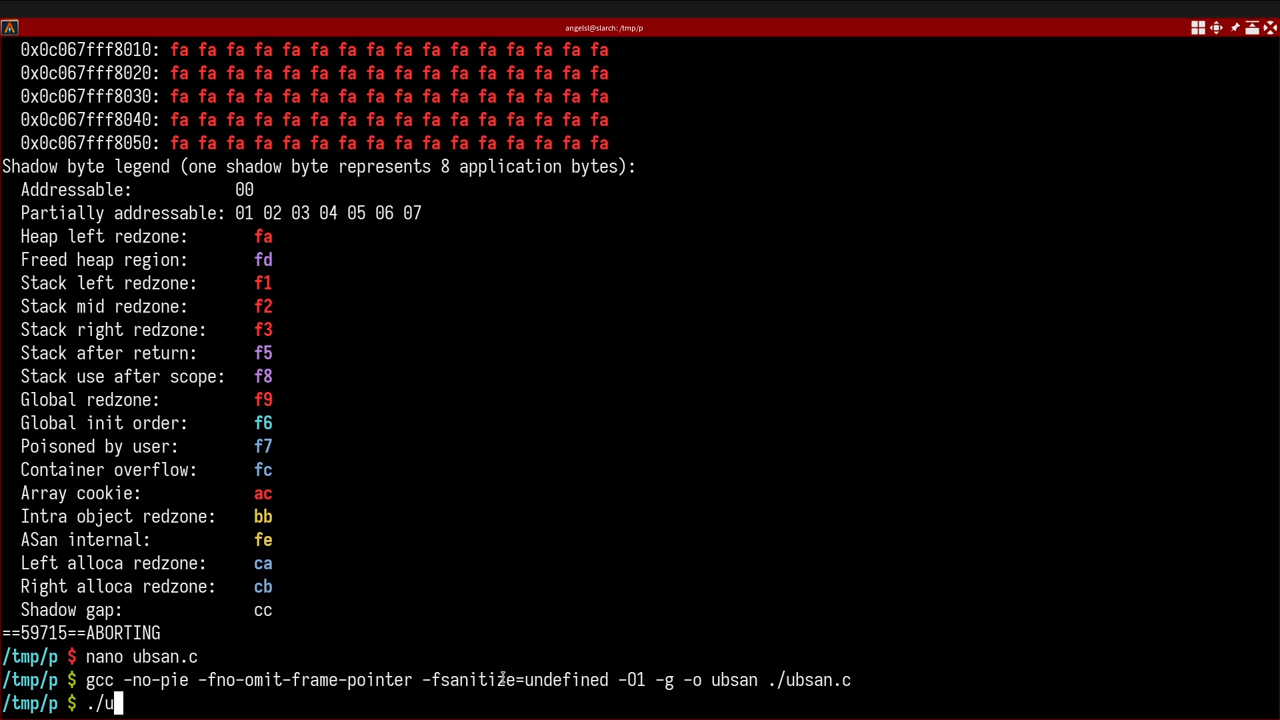 angelsl@slarch: /tmp/p
0x0c067fff8010: fa fa fa fa fa fa fa fa fa fa fa fa fa fa fa fa
0x0c067fff8020: fa fa fa fa fa fa fa fa fa fa fa fa fa fa fa fa
0x0c067fff8030: fa fa fa fa fa fa fa fa fa fa fa fa fa fa fa fa
0x0c067fff8040: fa fa fa fa fa fa fa fa fa fa fa fa fa fa fa fa
0x0c067fff8050: fa fa fa fa fa fa fa fa fa fa fa fa fa fa fa fa
Shadow byte legend (one shadow byte represents 8 application bytes):
Addressable: 00
Partially addressable: 01 02 03 04 05 06 07
Heap left redzone: fa
Freed heap region: fd
Stack left redzone: f1
Stack mid redzone: f2
Stack right redzone: f3
Stack after return: f5
Stack use after scope: f8
Global redzone: f9
Global init order: f6
Poisoned by user: f7
Container overflow: fc
Array cookie: ac
Intra object redzone: bb
ASan internal: fe
Left alloca redzone: ca
Right alloca redzone: cb
Shadow gap: cc
==59715==ABORTING
/tmp/p $ nano ubsan.c
/tmp/p $ gcc -no-pie -fno-omit-frame-pointer -fsanitize=undefined -O1 -g -o ubsan ./ubsan.c
/tmp/p $ ./u